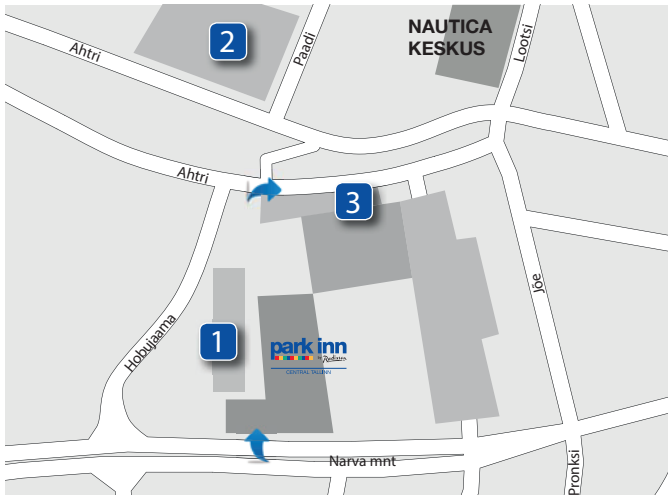 2
Ahtri
Paadi
NAUTICA
KESKUS
Lootsi
Ahtri
3
1
Hobujaama
park inn
by Radisson
CENTRAL TALLINN
Jõe
Narva mnt
Pronksi